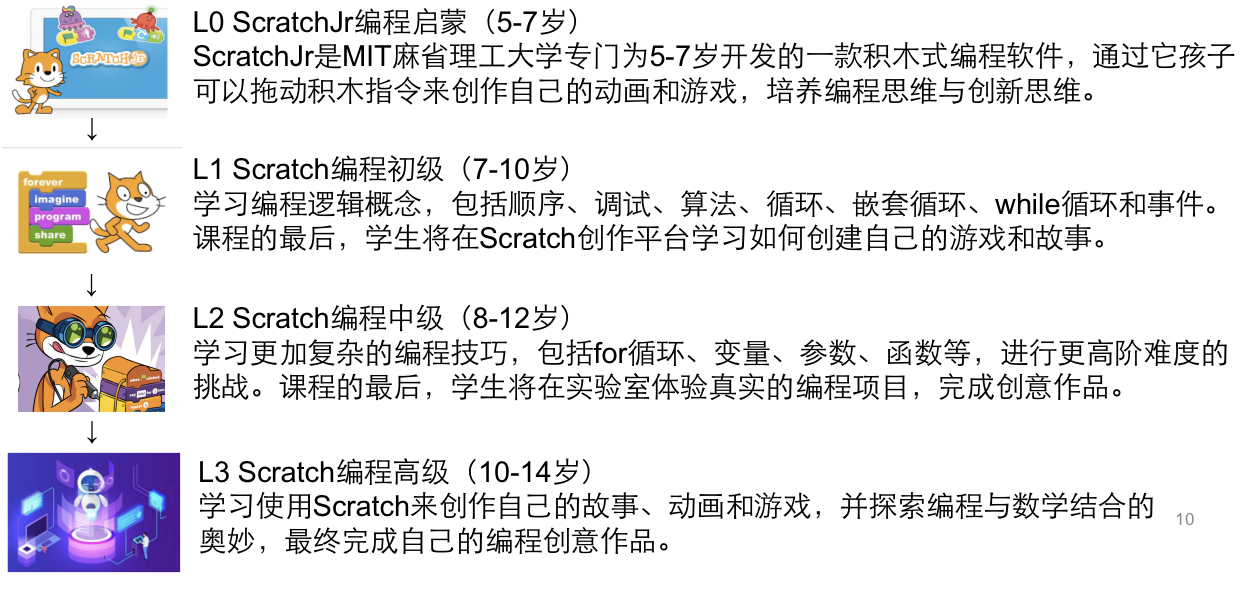 SCRATCHJr
L0 ScratchJr编程启蒙（5-7岁）
ScratchJr是MIT麻省理工大学专门为5-7岁开发的一款积木式编程软件，通过它孩子
可以拖动积木指令来创作自己的动画和游戏，培养编程思维与创新思维。
↓
forever
imagine
program
share
L1 Scratch编程初级（7-10岁）
学习编程逻辑概念，包括顺序、调试、算法、循环、嵌套循环、while循环和事件。
课程的最后，学生将在Scratch创作平台学习如何创建自己的游戏和故事。
↓
L2 Scratch编程中级（8-12岁）
学习更加复杂的编程技巧，包括for循环、变量、参数、函数等，进行更高阶难度的
挑战。课程的最后，学生将在实验室体验真实的编程项目，完成创意作品。
↓
L3 Scratch编程高级（10-14岁）
学习使用Scratch来创作自己的故事、动画和游戏，并探索编程与数学结合的
奥妙，最终完成自己的编程创意作品。
10